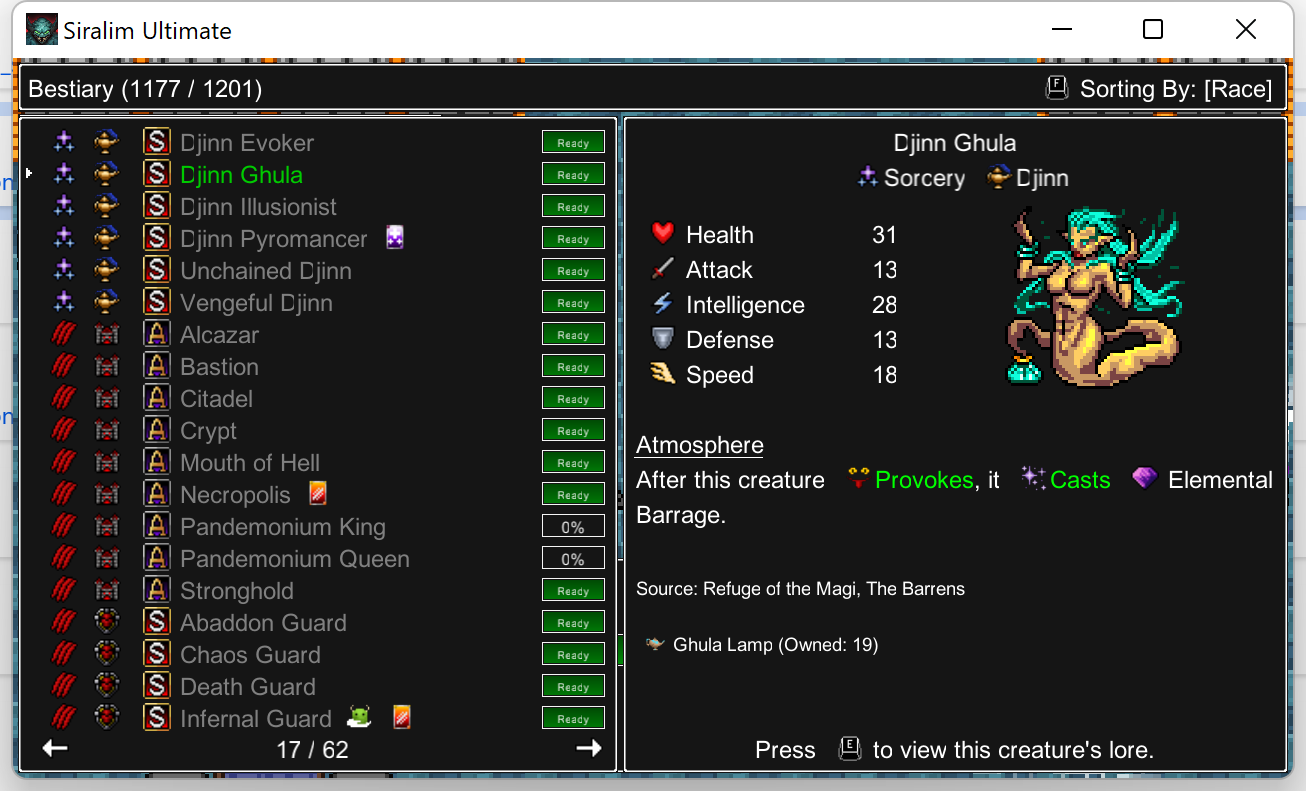 Siralim Ultimate
Bestiary (1177 / 1201)
F Sorting By: [Race]
S Djinn Evoker Ready
S Djinn Ghula Ready
S Djinn Illusionist Ready
S Djinn Pyromancer Ready
S Unchained Djinn Ready
S Vengeful Djinn Ready
A Alcazar Ready
A Bastion Ready
A Citadel Ready
A Crypt Ready
A Mouth of Hell Ready
A Necropolis Ready
A Pandemonium King 0%
A Pandemonium Queen 0%
A Stronghold Ready
S Abaddon Guard Ready
S Chaos Guard Ready
S Death Guard Ready
S Infernal Guard Ready
17 / 62
Djinn Ghula
Sorcery Djinn
Health 31
Attack 13
Intelligence 28
Defense 13
Speed 18
Atmosphere
After this creature Provokes, it Casts Elemental
Barrage.
Source: Refuge of the Magi, The Barrens
Ghula Lamp (Owned: 19)
Press E to view this creature's lore.